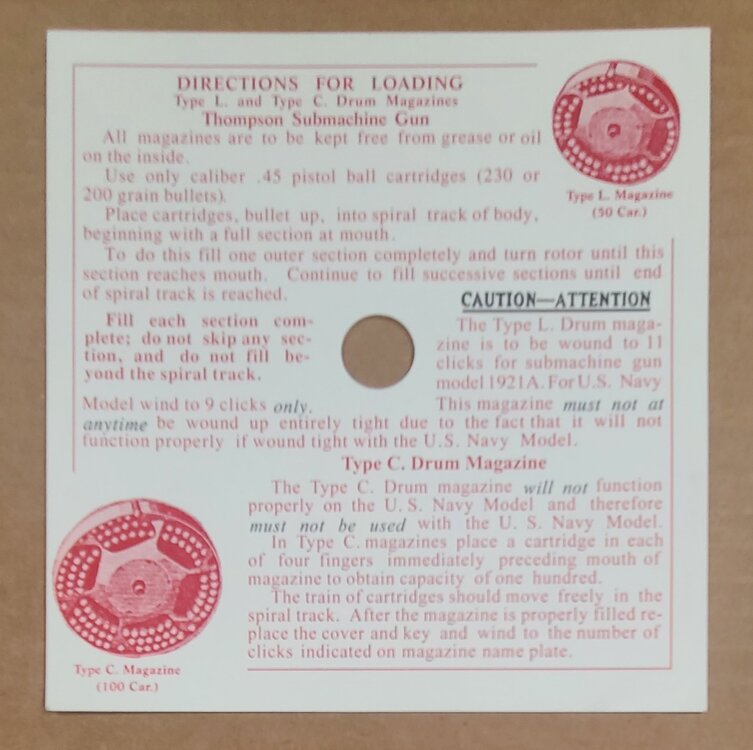 DIRECTIONS FOR LOADING
Type L. and Type C. Drum Magazines
Thompson Submachine Gun
All magazines are to be kept free from grease or oil
on the inside.
Use only caliber .45 pistol ball cartridges (230 or
200 grain bullets).
Place cartridges, bullet up, into spiral track of body,
beginning with a full section at mouth.
Type L. Magazine
(50 Car.)
To do this fill one outer section completely and turn rotor until this
section reaches mouth. Continue to fill successive sections until end
of spiral track is reached.
Fill each section com-
plete; do not skip any sec-
tion, and do not fill be-
yond the spiral track.
CAUTION—ATTENTION
The Type L. Drum maga-
zine is to be wound to 11
clicks for submachine gun
model 1921A. For U.S. Navy
Model wind to 9 clicks only. This magazine must not at
anytime be wound up entirely tight due to the fact that it will not
function properly if wound tight with the U.S. Navy Model.
Type C. Drum Magazine
The Type C. Drum magazine will not function
properly on the U.S. Navy Model and therefore
must not be used with the U. S. Navy Model.
In Type C. magazines place a cartridge in each
of four fingers immediately preceding mouth of
magazine to obtain capacity of one hundred.
The train of cartridges should move freely in the
spiral track. After the magazine is properly filled re-
place the cover and key and wind to the number of
clicks indicated on magazine name plate.
Type C. Magazine
(100 Car.)